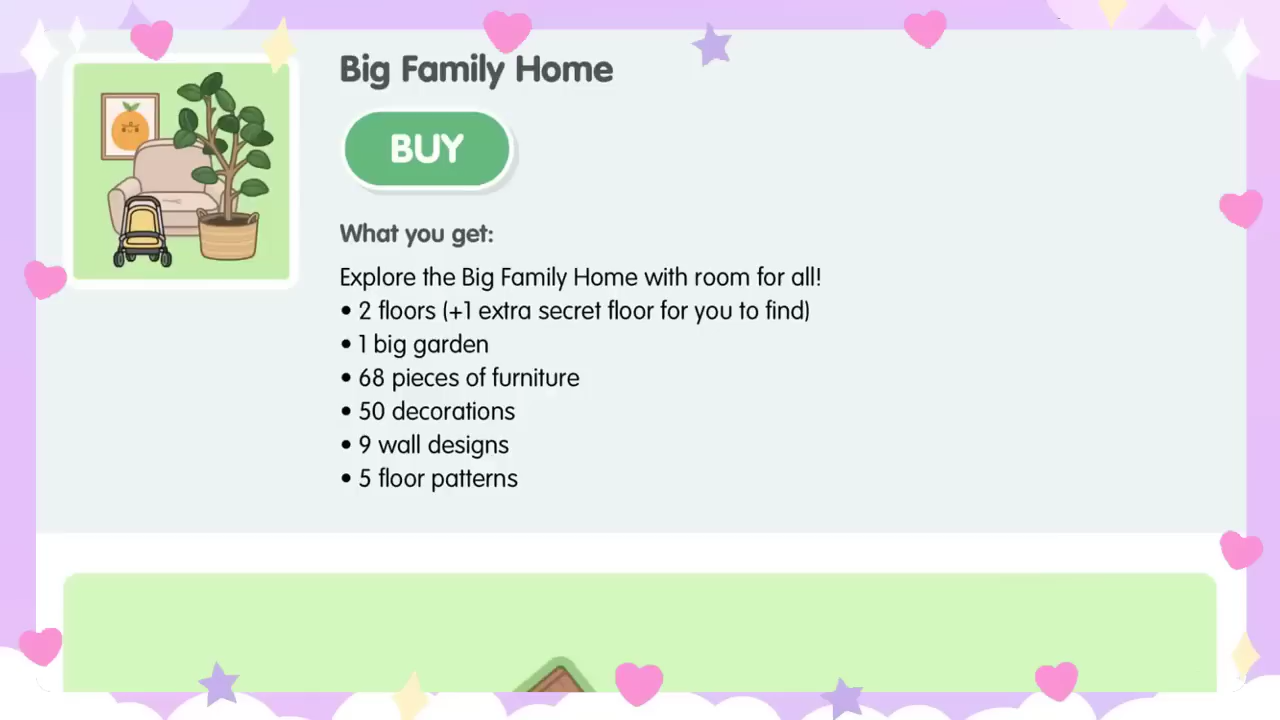 Big Family Home
BUY
What you get:
Explore the Big Family Home with room for all!
• 2 floors (+1 extra secret floor for you to find)
• 1 big garden
• 68 pieces of furniture
• 50 decorations
• 9 wall designs
• 5 floor patterns